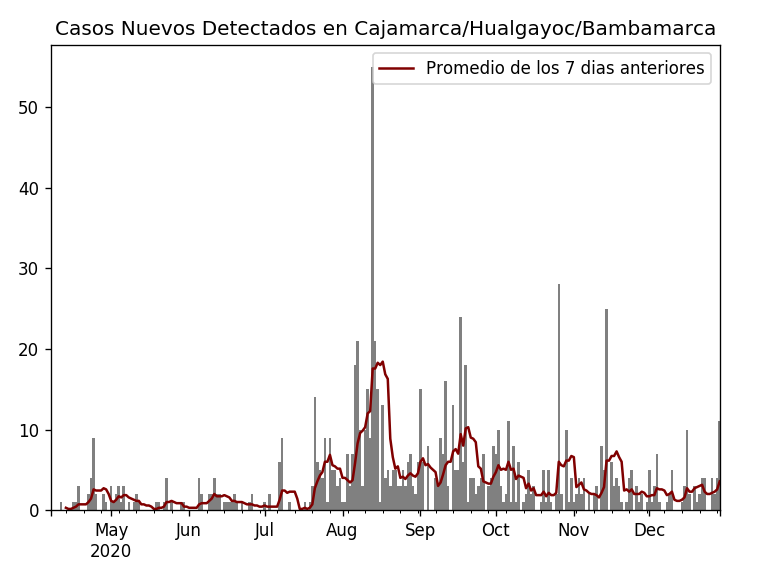 Casos Nuevos Detectados en Cajamarca/Hualgayoc/Bambamarca
Promedio de los 7 dias anteriores
50
40
30
20
10
0
May Jun Jul Aug Sep Oct Nov Dec
2020